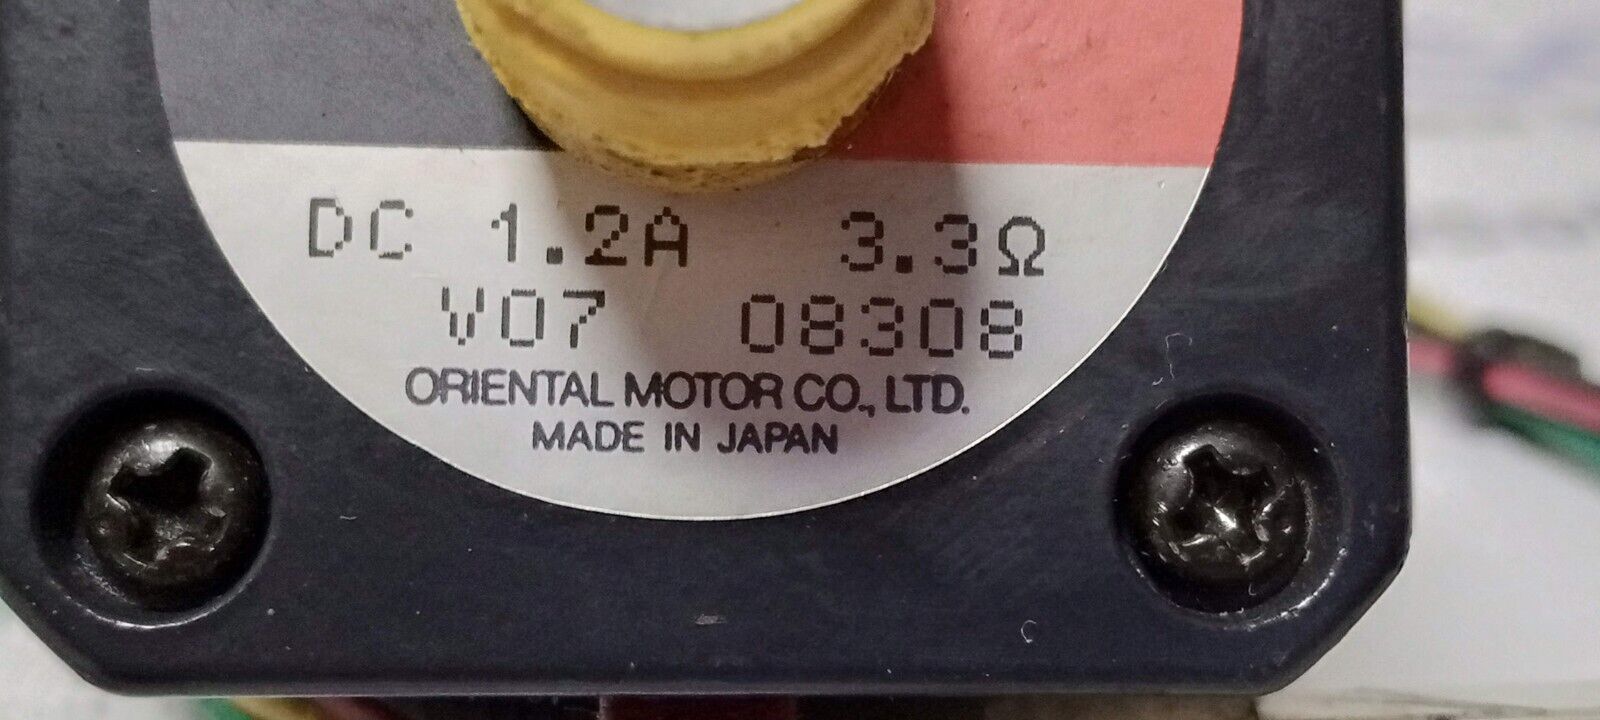 DC 1.2A 3.3Ω
V07 08308
ORIENTAL MOTOR CO., LTD.
MADE IN JAPAN